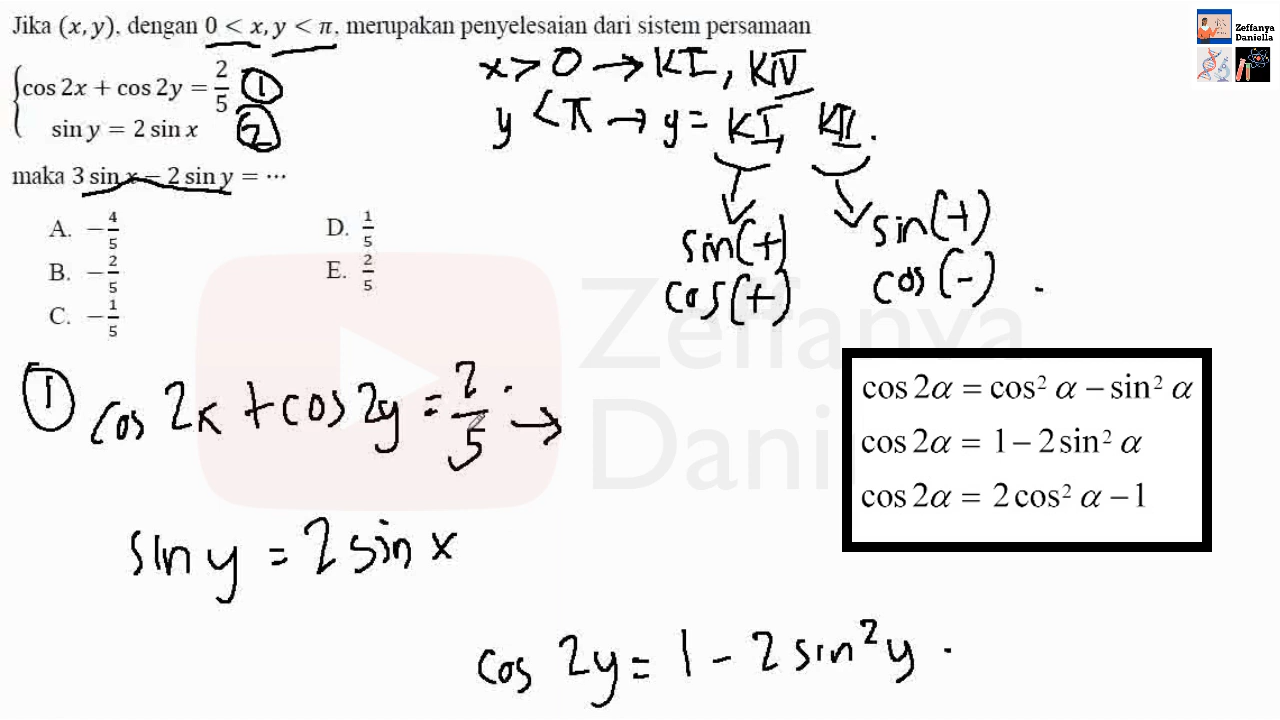 Jika (x, y), dengan 0 < x, y < π, merupakan penyelesaian dari sistem persamaan
cos 2x + cos 2y = 2/5 ①
sin y = 2 sin x ②
maka 3 sin x − 2 sin y = ⋯
A. −4/5
B. −2/5
C. −1/5
D. 1/5
E. 2/5
x > 0 → KI, KIV
y < π → y = KI, KII.
sin(+)
cos(+)
sin(+)
cos(-).
① cos 2x + cos 2y = 2/5. →
sin y = 2 sin x
cos 2y = 1 - 2 sin² y.
cos 2α = cos² α − sin² α
cos 2α = 1 − 2 sin² α
cos 2α = 2 cos² α − 1
Zeffanya
Daniella
Zeffanya
Dani